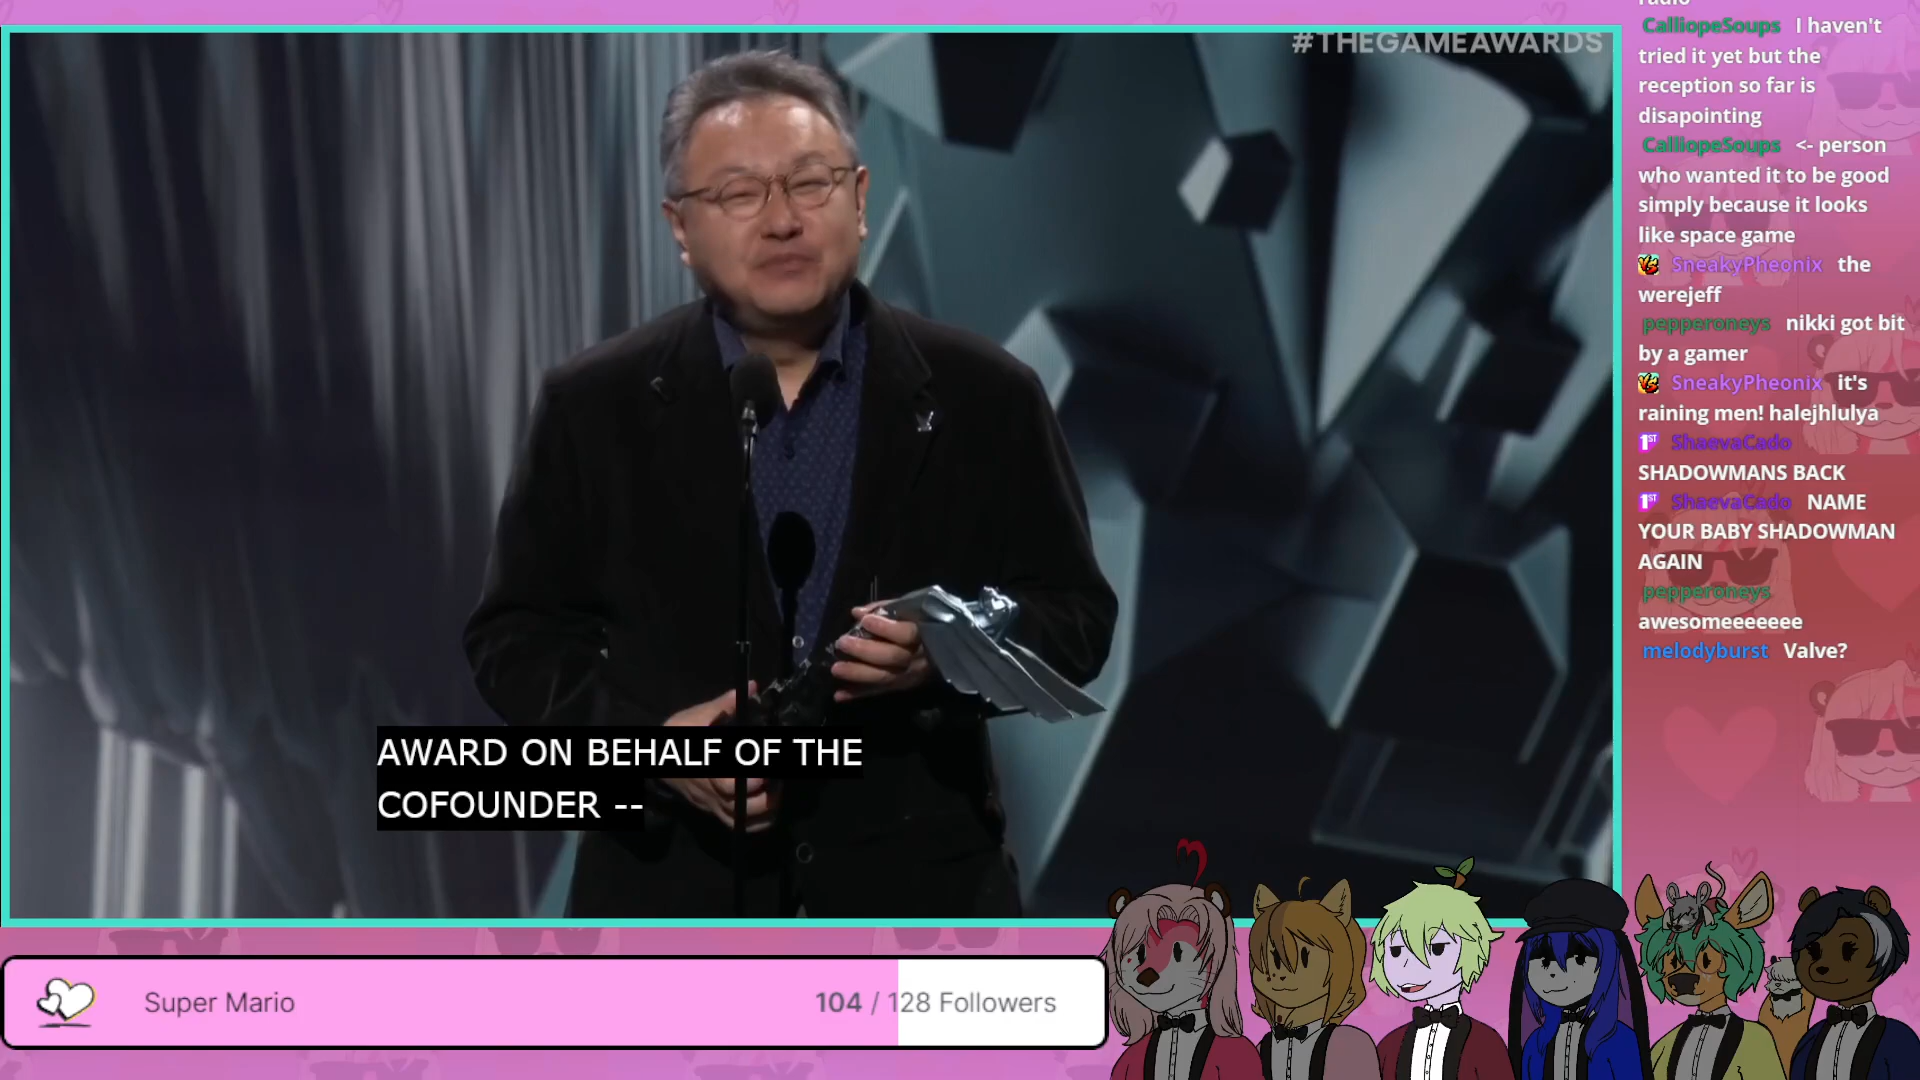 #THEGAMEAWARDS
AWARD ON BEHALF OF THE
COFOUNDER --
Super Mario
104 / 128 Followers
radio
CalliopeSoups I haven't
tried it yet but the
reception so far is
disapointing
CalliopeSoups <- person
who wanted it to be good
simply because it looks
like space game
SneakyPheonix the
werejeff
pepperoneys nikki got bit
by a gamer
SneakyPheonix it's
raining men! halejhlulya
1ST ShaevaCado
SHADOWMANS BACK
1ST ShaevaCado NAME
YOUR BABY SHADOWMAN
AGAIN
pepperoneys
awesomeeeeeee
melodyburst Valve?